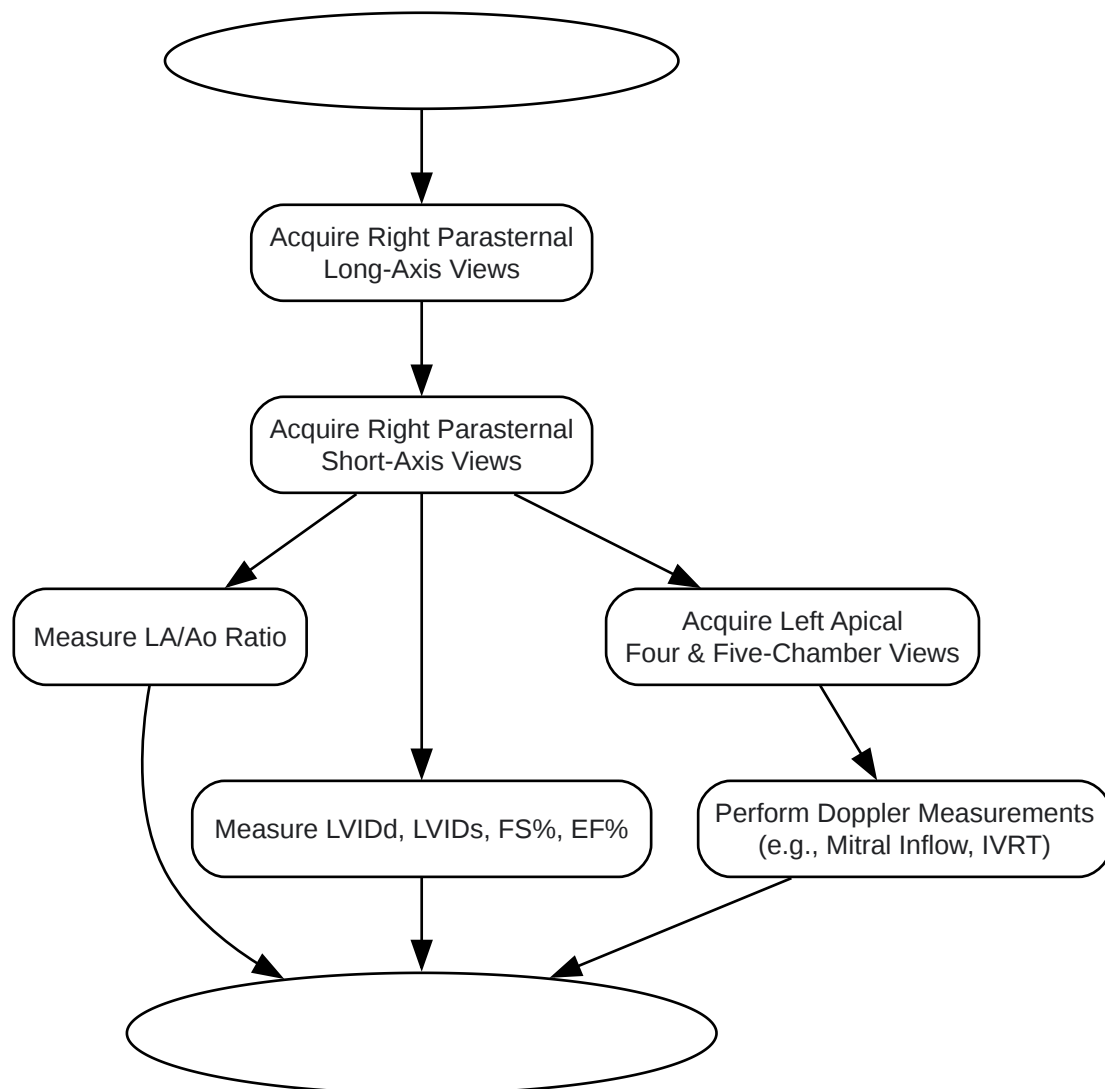 Acquire Right Parasternal
Long-Axis Views
Acquire Right Parasternal
Short-Axis Views
Measure LA/Ao Ratio
Acquire Left Apical
Four & Five-Chamber Views
Measure LVIDd, LVIDs, FS%, EF%
Perform Doppler Measurements
(e.g., Mitral Inflow, IVRT)